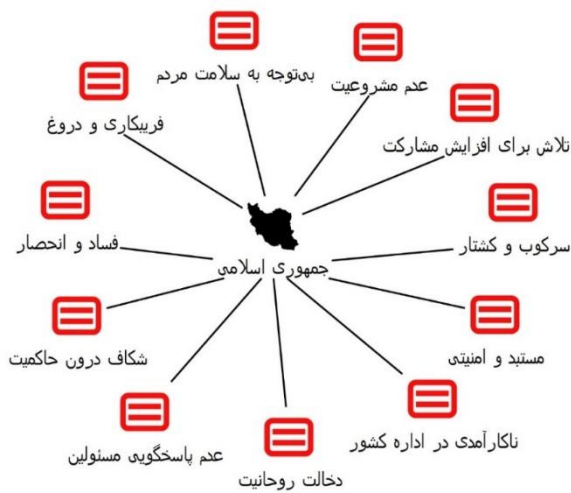 بی‌توجه به سلامت مردم
عدم مشروعیت
فریبکاری و دروغ
تلاش برای افزایش مشارکت
فساد و انحصار
سرکوب و کشتار
جمهوری اسلامی
شکاف درون حاکمیت
مستبد و امنیتی
عدم پاسخگویی مسئولین
ناکارآمدی در اداره کشور
دخالت روحانیت